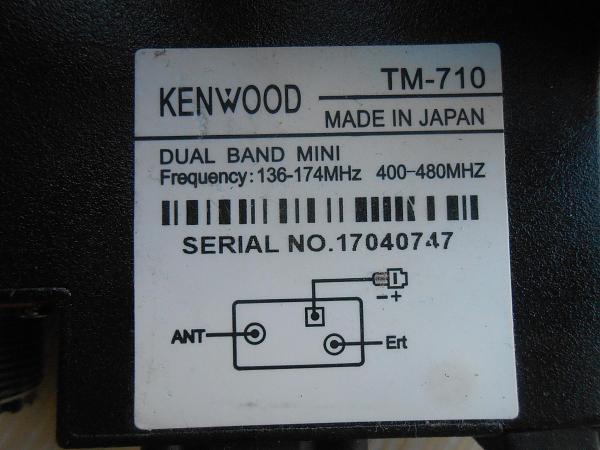 KENWOOD
TM-710
MADE IN JAPAN
DUAL BAND MINI
Frequency:136-174MHz 400-480MHZ
SERIAL NO.17040747
- +
ANT
Ert